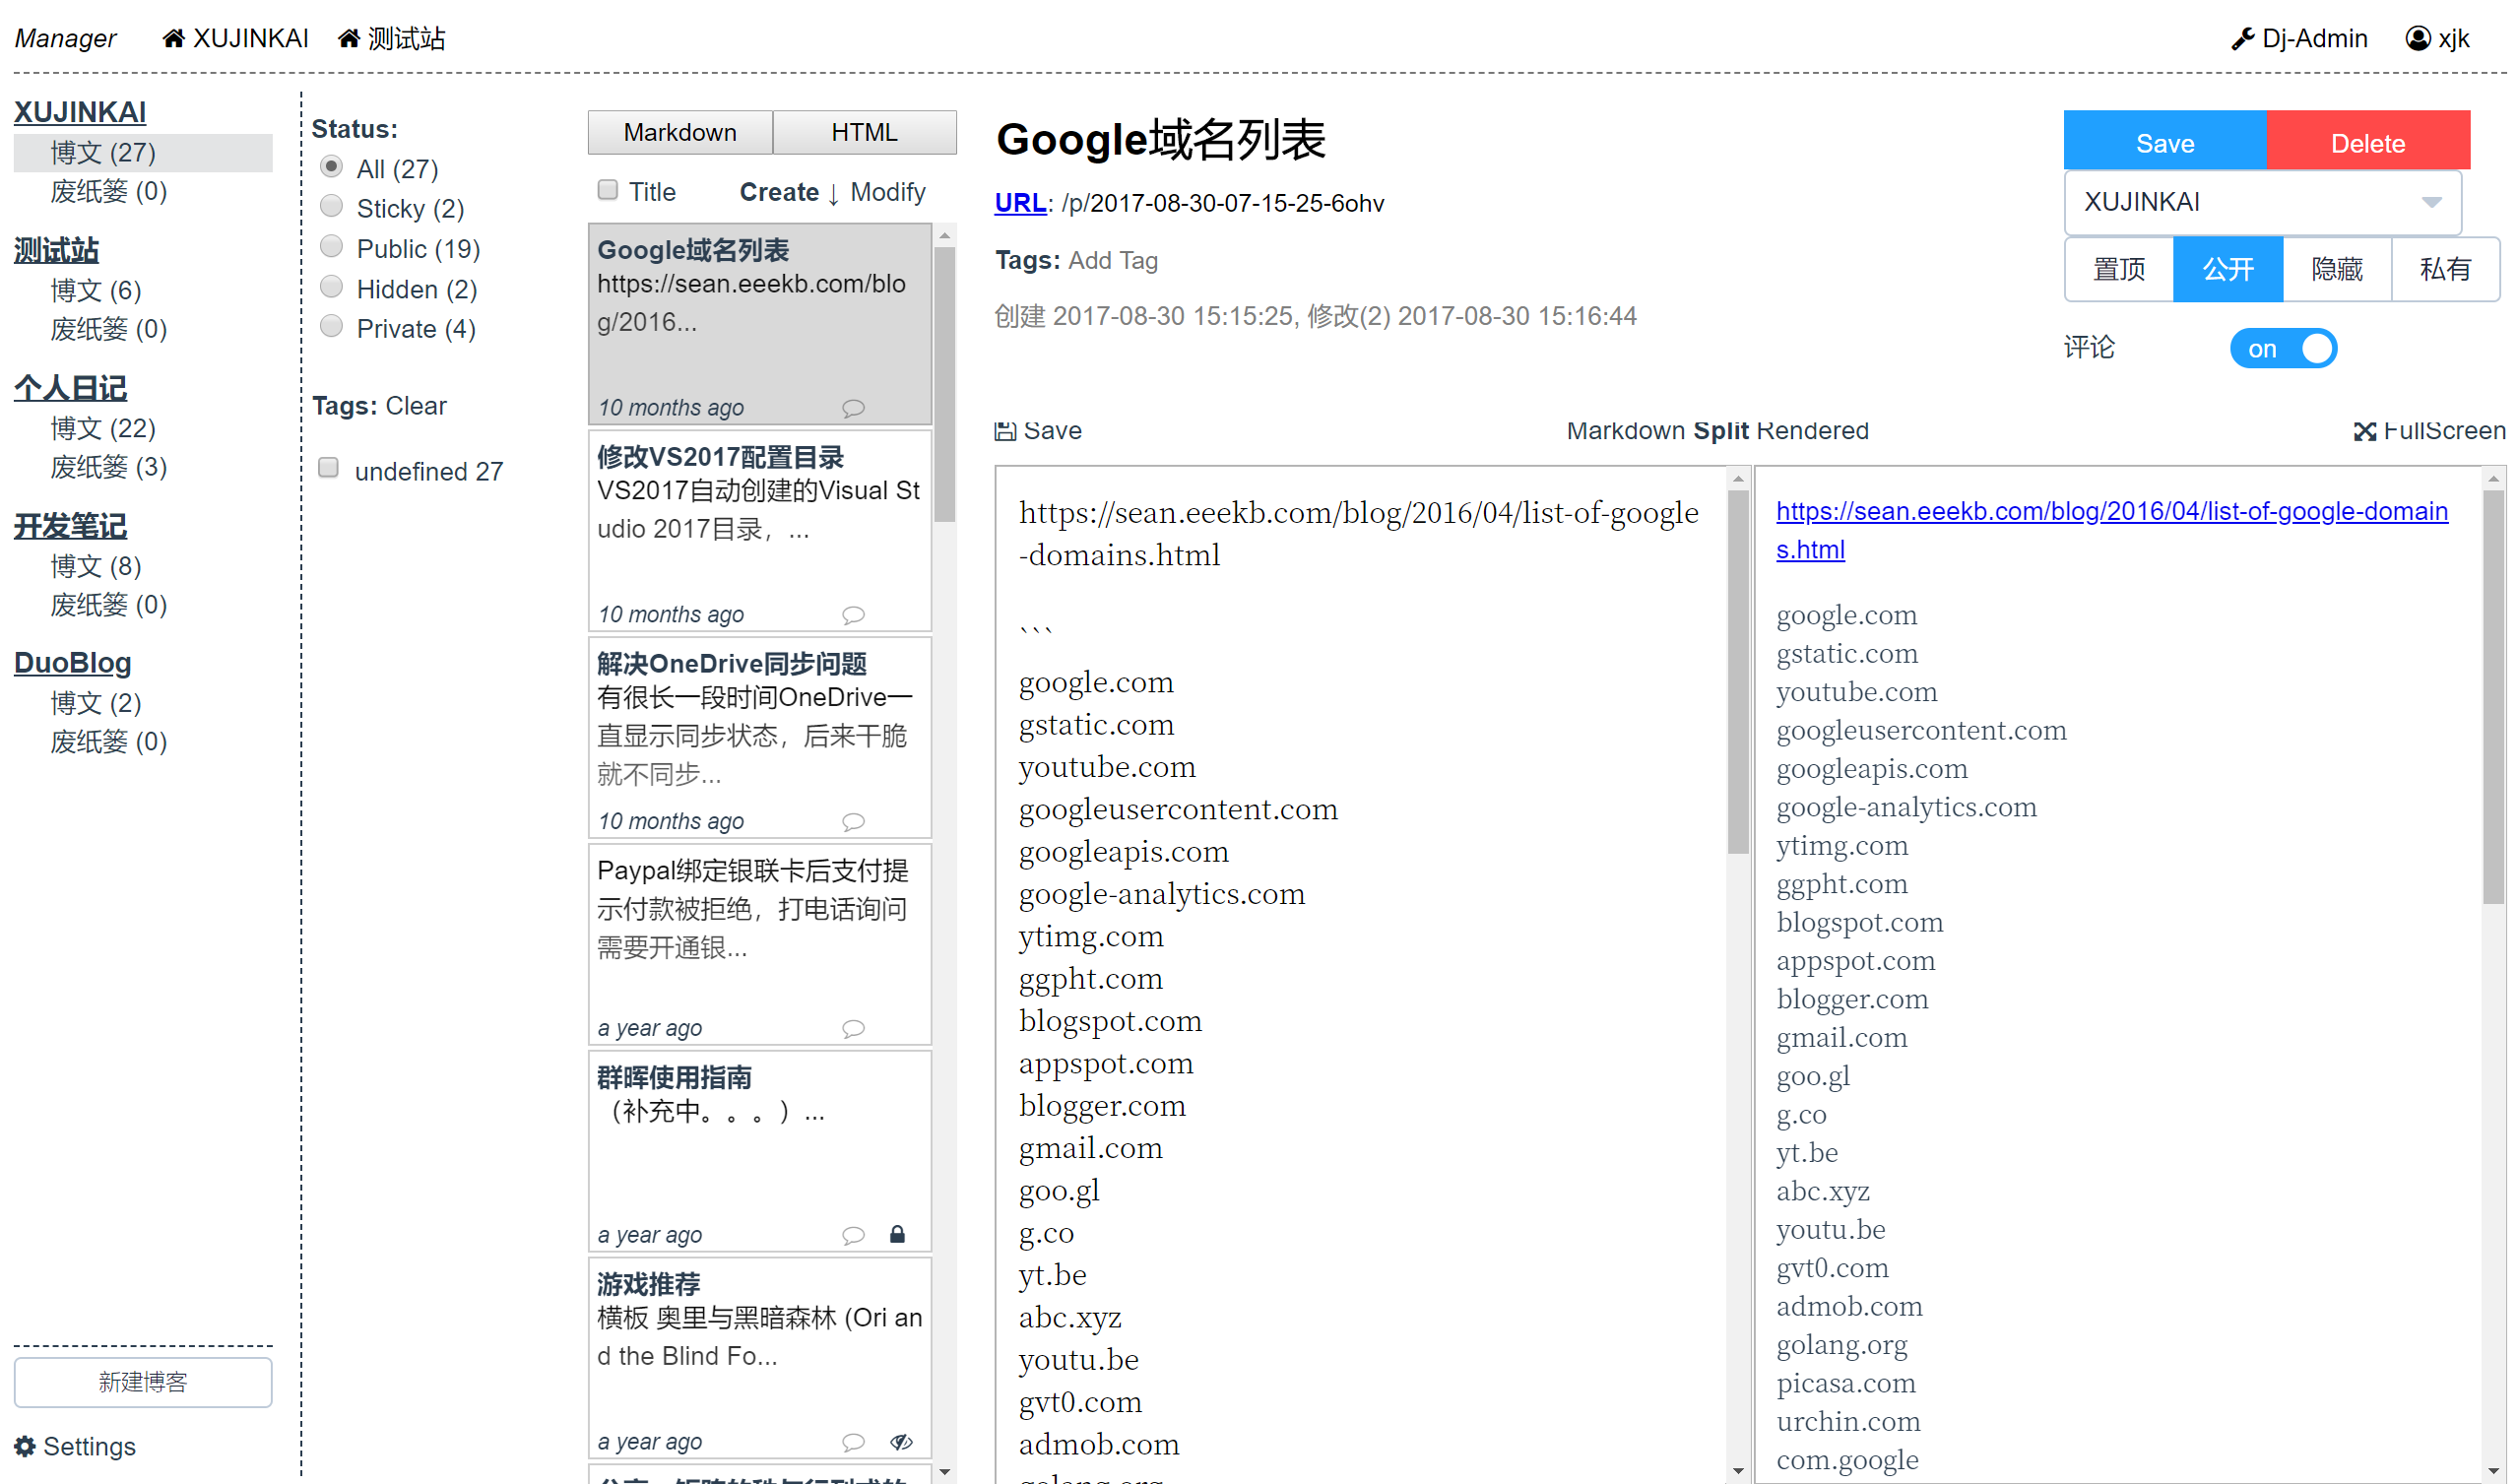 Manager XUJINKAI 测试站 Dj-Admin xjk
XUJINKAI
博文 (27)
废纸篓 (0)
测试站
博文 (6)
废纸篓 (0)
个人日记
博文 (22)
废纸篓 (3)
开发笔记
博文 (8)
废纸篓 (0)
DuoBlog
博文 (2)
废纸篓 (0)
新建博客
Settings
Status:
All (27)
Sticky (2)
Public (19)
Hidden (2)
Private (4)
Tags: Clear
undefined 27
Markdown HTML
Title Create ↓ Modify
Google域名列表
https://sean.eeekb.com/blo
g/2016...
10 months ago
修改VS2017配置目录
VS2017自动创建的Visual St
udio 2017目录，...
10 months ago
解决OneDrive同步问题
有很长一段时间OneDrive一
直显示同步状态，后来干脆
就不同步...
10 months ago
Paypal绑定银联卡后支付提
示付款被拒绝，打电话询问
需要开通银...
a year ago
群晖使用指南
（补充中。。。）...
a year ago
游戏推荐
横板 奥里与黑暗森林 (Ori an
d the Blind Fo...
a year ago
Google域名列表
URL: /p/2017-08-30-07-15-25-6ohv
Tags: Add Tag
创建 2017-08-30 15:15:25, 修改(2) 2017-08-30 15:16:44
Save Delete
XUJINKAI
置顶 公开 隐藏 私有
评论 on
Save Markdown Split Rendered FullScreen
https://sean.eeekb.com/blog/2016/04/list-of-google
-domains.html
```
google.com
gstatic.com
youtube.com
googleusercontent.com
googleapis.com
google-analytics.com
ytimg.com
ggpht.com
blogspot.com
appspot.com
blogger.com
gmail.com
goo.gl
g.co
yt.be
abc.xyz
youtu.be
gvt0.com
admob.com
golang.org
https://sean.eeekb.com/blog/2016/04/list-of-google-domain
s.html
google.com
gstatic.com
youtube.com
googleusercontent.com
googleapis.com
google-analytics.com
ytimg.com
ggpht.com
blogspot.com
appspot.com
blogger.com
gmail.com
goo.gl
g.co
yt.be
abc.xyz
youtu.be
gvt0.com
admob.com
golang.org
picasa.com
urchin.com
com.google